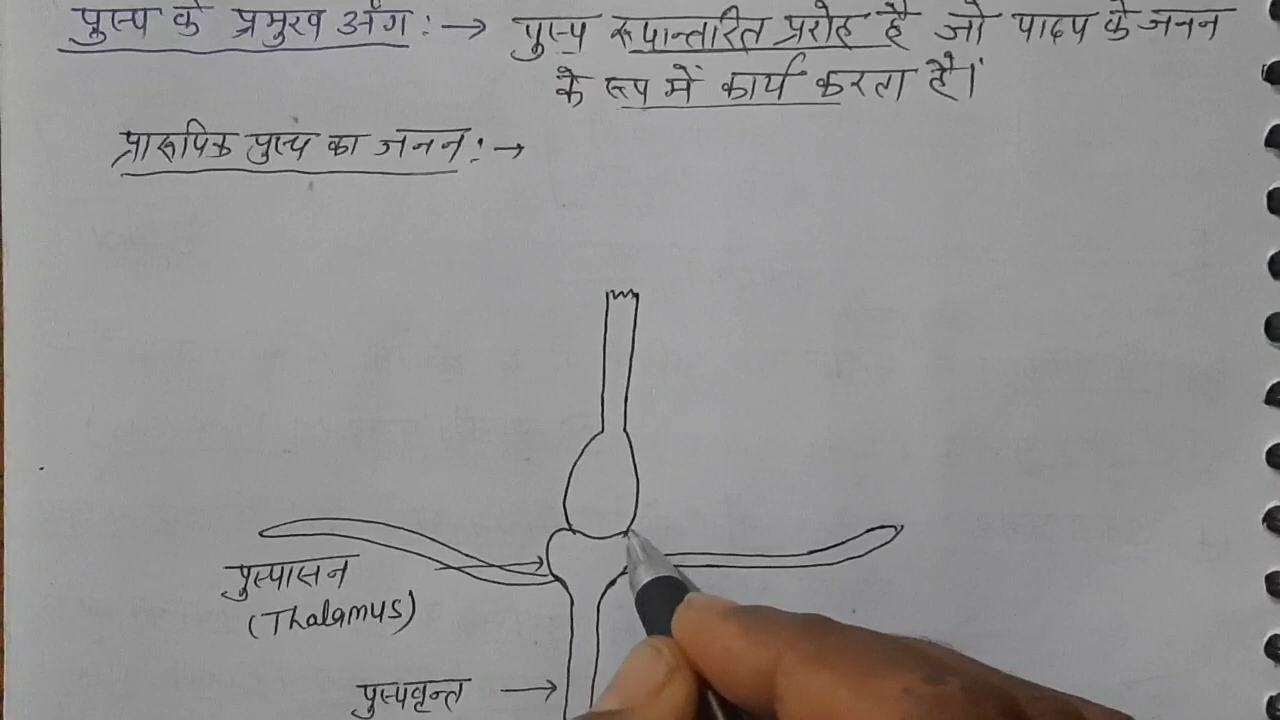 पुष्प के प्रमुख अंग :→ पुष्प रूपान्तरित प्ररोह है जो पादप के जनन
के रूप में कार्य करता है।
प्रारूपिक पुष्प का जनन :→
पुष्पासन
(Thalamus)
पुष्पवृन्त